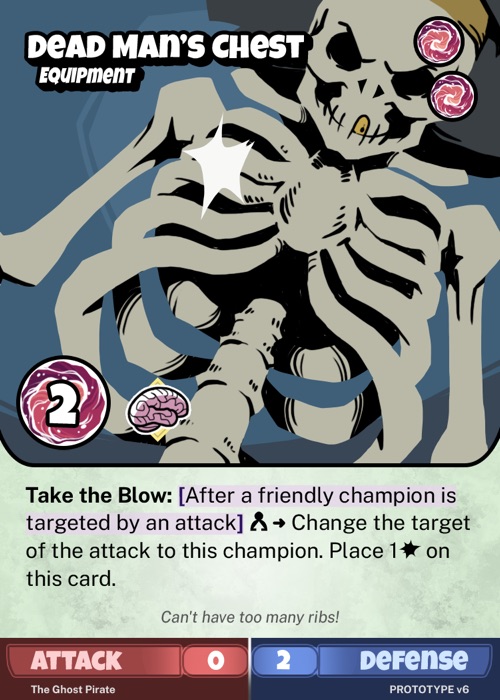 Dead Man's Chest
Equipment
2
Take the Blow: [After a friendly champion is
targeted by an attack] ➜ Change the target
of the attack to this champion. Place 1 on
this card.
Can't have too many ribs!
ATTACK 0 2 DEFENSE
The Ghost Pirate PROTOTYPE v6